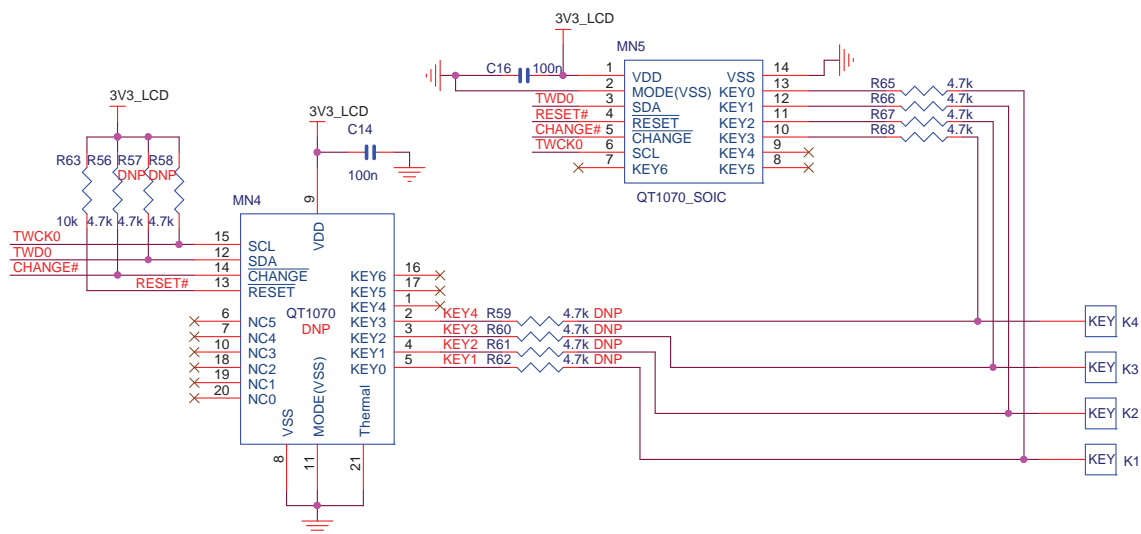 3V3_LCD
MN5
C16 100n
1 VDD VSS 14
2 MODE(VSS) KEY0 13 R65 4.7k
TWD0 3 SDA KEY1 12 R66 4.7k
RESET# 4 RESET KEY2 11 R67 4.7k
CHANGE# 5 CHANGE KEY3 10 R68 4.7k
TWCK0 6 SCL KEY4 9
7 KEY6 KEY5 8
QT1070_SOIC
3V3_LCD
3V3_LCD
C14
100n
R63 R56 R57 R58
DNP DNP
10k 4.7k 4.7k 4.7k
MN4
9
VDD
TWCK0 15 SCL
TWD0 12 SDA
CHANGE# 14 CHANGE
RESET# 13 RESET
KEY6 16
KEY5 17
KEY4 1
QT1070
DNP
6 NC5
7 NC4
10 NC3
18 NC2
19 NC1
20 NC0
KEY3 2 KEY4 R59 4.7k DNP
KEY2 3 KEY3 R60 4.7k DNP
KEY1 4 KEY2 R61 4.7k DNP
KEY0 5 KEY1 R62 4.7k DNP
VSS MODE(VSS) Thermal
8 11 21
KEY K4
KEY K3
KEY K2
KEY K1